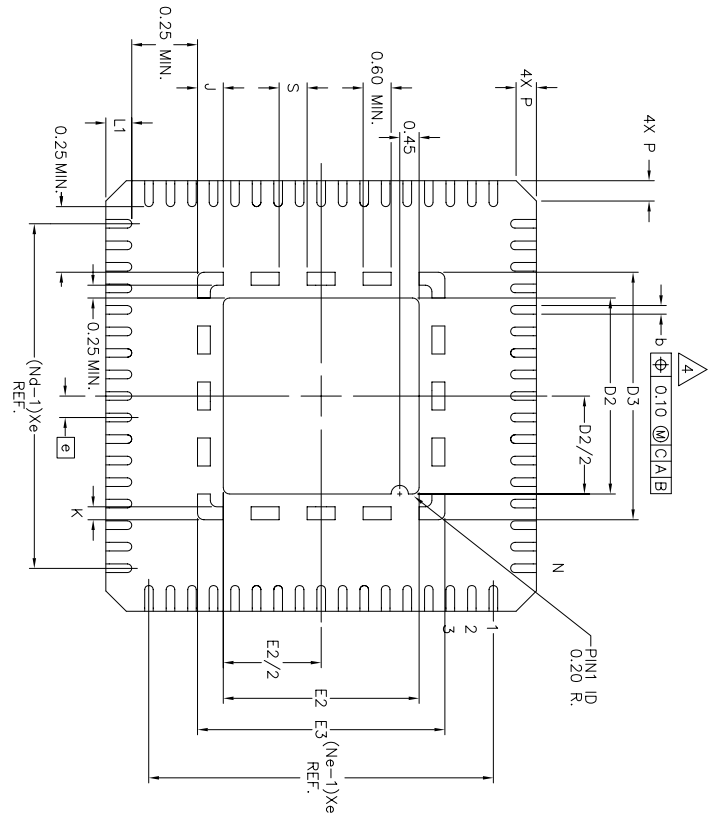 4X P
4X P
0.25 MIN.
J
S
0.60 MIN.
0.45
L1
0.25 MIN.
0.25 MIN.
(Nd-1)Xe
REF.
e
K
4
b ⌖ 0.10 Ⓜ C A B
D3
D2
D2/2
N
PIN1 ID
0.20 R.
1
2
3
E2/2
E2
E3
(Ne-1)Xe
REF.